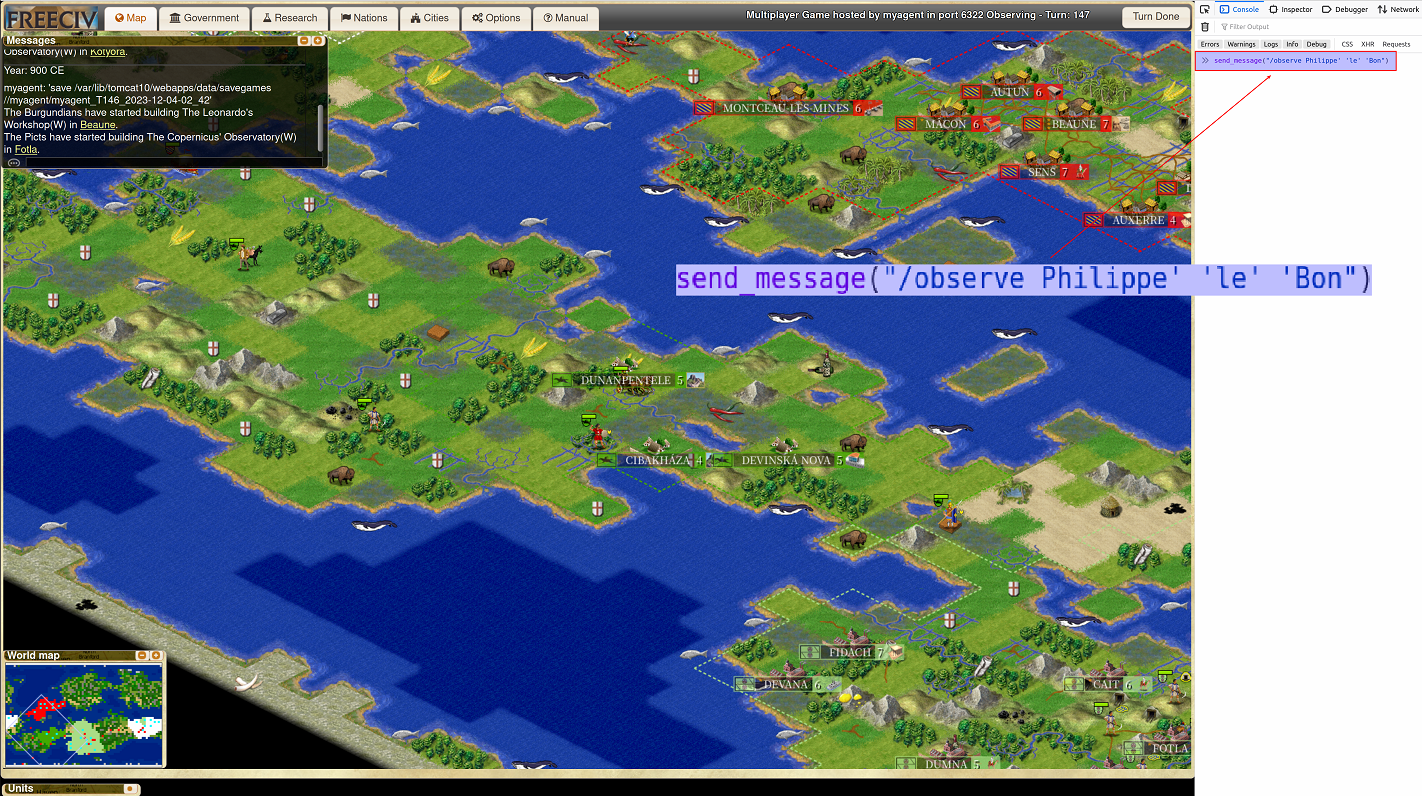 FREECIV
Map
Government
Research
Nations
Cities
Options
Manual
Multiplayer Game hosted by myagent in port 6322 Observing - Turn: 147
Turn Done
Console
Inspector
Debugger
Network
Filter Output
Errors Warnings Logs Info Debug CSS XHR Requests
send_message("/observe Philippe' 'le' 'Bon")
Messages
Observatory(W) in Kotyora.
Year: 900 CE
myagent: 'save /var/lib/tomcat10/webapps/data/savegames
//myagent/myagent_T146_2023-12-04-02_42'
The Burgundians have started building The Leonardo's
Workshop(W) in Beaune.
The Picts have started building The Copernicus' Observatory(W)
in Fotla.
AUTUN 6
MONTCEAU-LES-MINES 6
MÂCON 6
BEAUNE 7
SENS 7
AUXERRE 4
send_message("/observe Philippe' 'le' 'Bon")
DUNANPENTELE 5
CIBAKHÁZA 4
DEVINSKÁ NOVA 5
FIDACH 7
DEVANA 6
CAIT 6
FOTLA
DUMNA 5
World map
Units